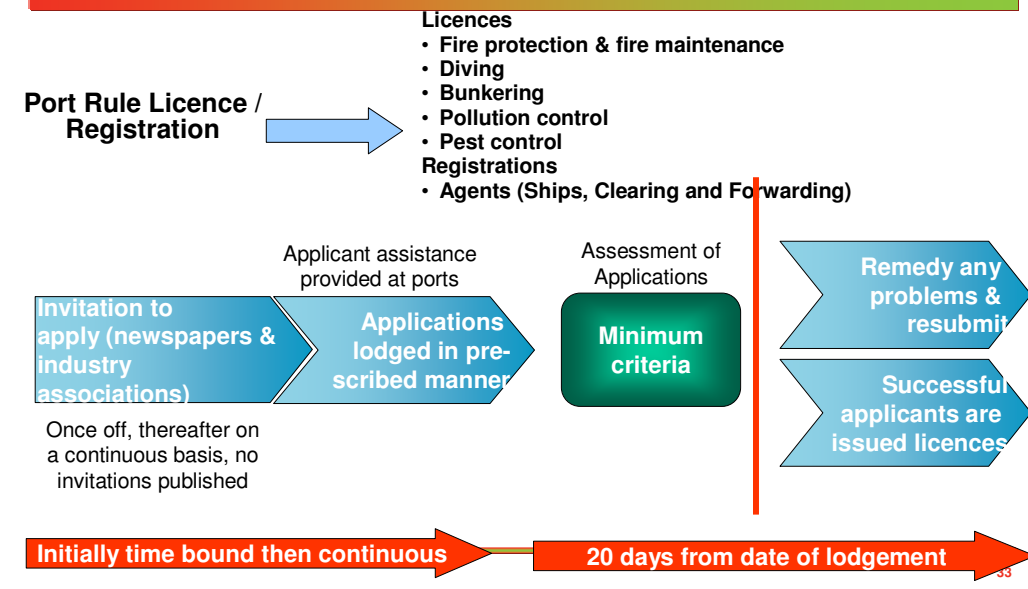 Licences
• Fire protection & fire maintenance
• Diving
• Bunkering
• Pollution control
• Pest control
Registrations
• Agents (Ships, Clearing and Forwarding)
Port Rule Licence /
Registration
Applicant assistance
provided at ports
Assessment of
Applications
Invitation to
apply (newspapers &
industry
associations)
Applications
lodged in pre-
scribed manner
Minimum
criteria
Remedy any
problems &
resubmit
Successful
applicants are
issued licences
Once off, thereafter on
a continuous basis, no
invitations published
Initially time bound then continuous
20 days from date of lodgement
33